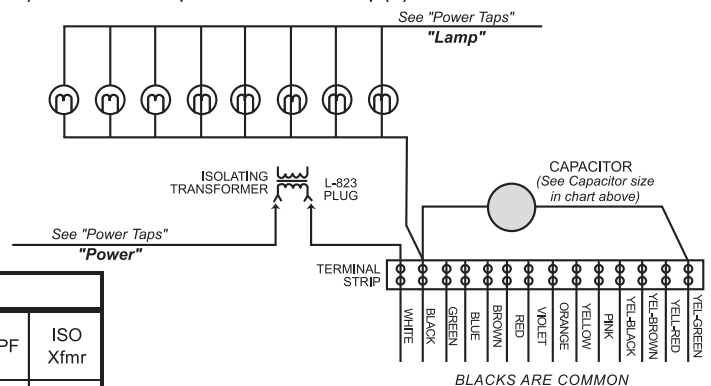 See "Power Taps"
"Lamp"
ISOLATING
TRANSFORMER
L-823
PLUG
CAPACITOR
(See Capacitor size
in chart above)
See "Power Taps"
"Power"
TERMINAL
STRIP
WHITE
BLACK
GREEN
BLUE
BROWN
RED
VIOLET
ORANGE
YELLOW
PINK
YEL-BLACK
YEL-BROWN
YELL-RED
YEL-GREEN
BLACKS ARE COMMON
PF
ISO
Xfmr